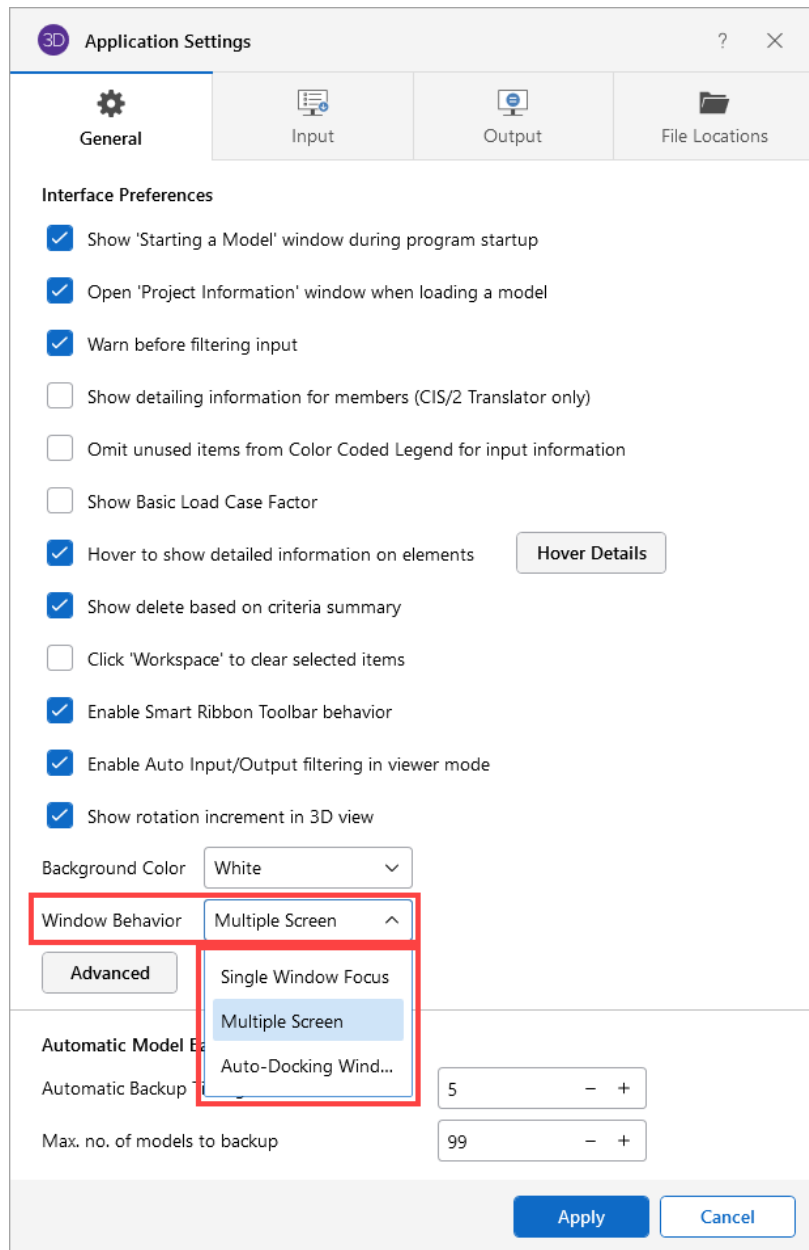 3D Application Settings ?
General Input Output File Locations
Interface Preferences
Show 'Starting a Model' window during program startup
Open 'Project Information' window when loading a model
Warn before filtering input
Show detailing information for members (CIS/2 Translator only)
Omit unused items from Color Coded Legend for input information
Show Basic Load Case Factor
Hover to show detailed information on elements Hover Details
Show delete based on criteria summary
Click 'Workspace' to clear selected items
Enable Smart Ribbon Toolbar behavior
Enable Auto Input/Output filtering in viewer mode
Show rotation increment in 3D view
Background Color White
Window Behavior Multiple Screen
Advanced
Single Window Focus
Multiple Screen
Auto-Docking Wind...
Automatic Model
Automatic Backup 5 − +
Max. no. of models to backup 99 − +
Apply Cancel